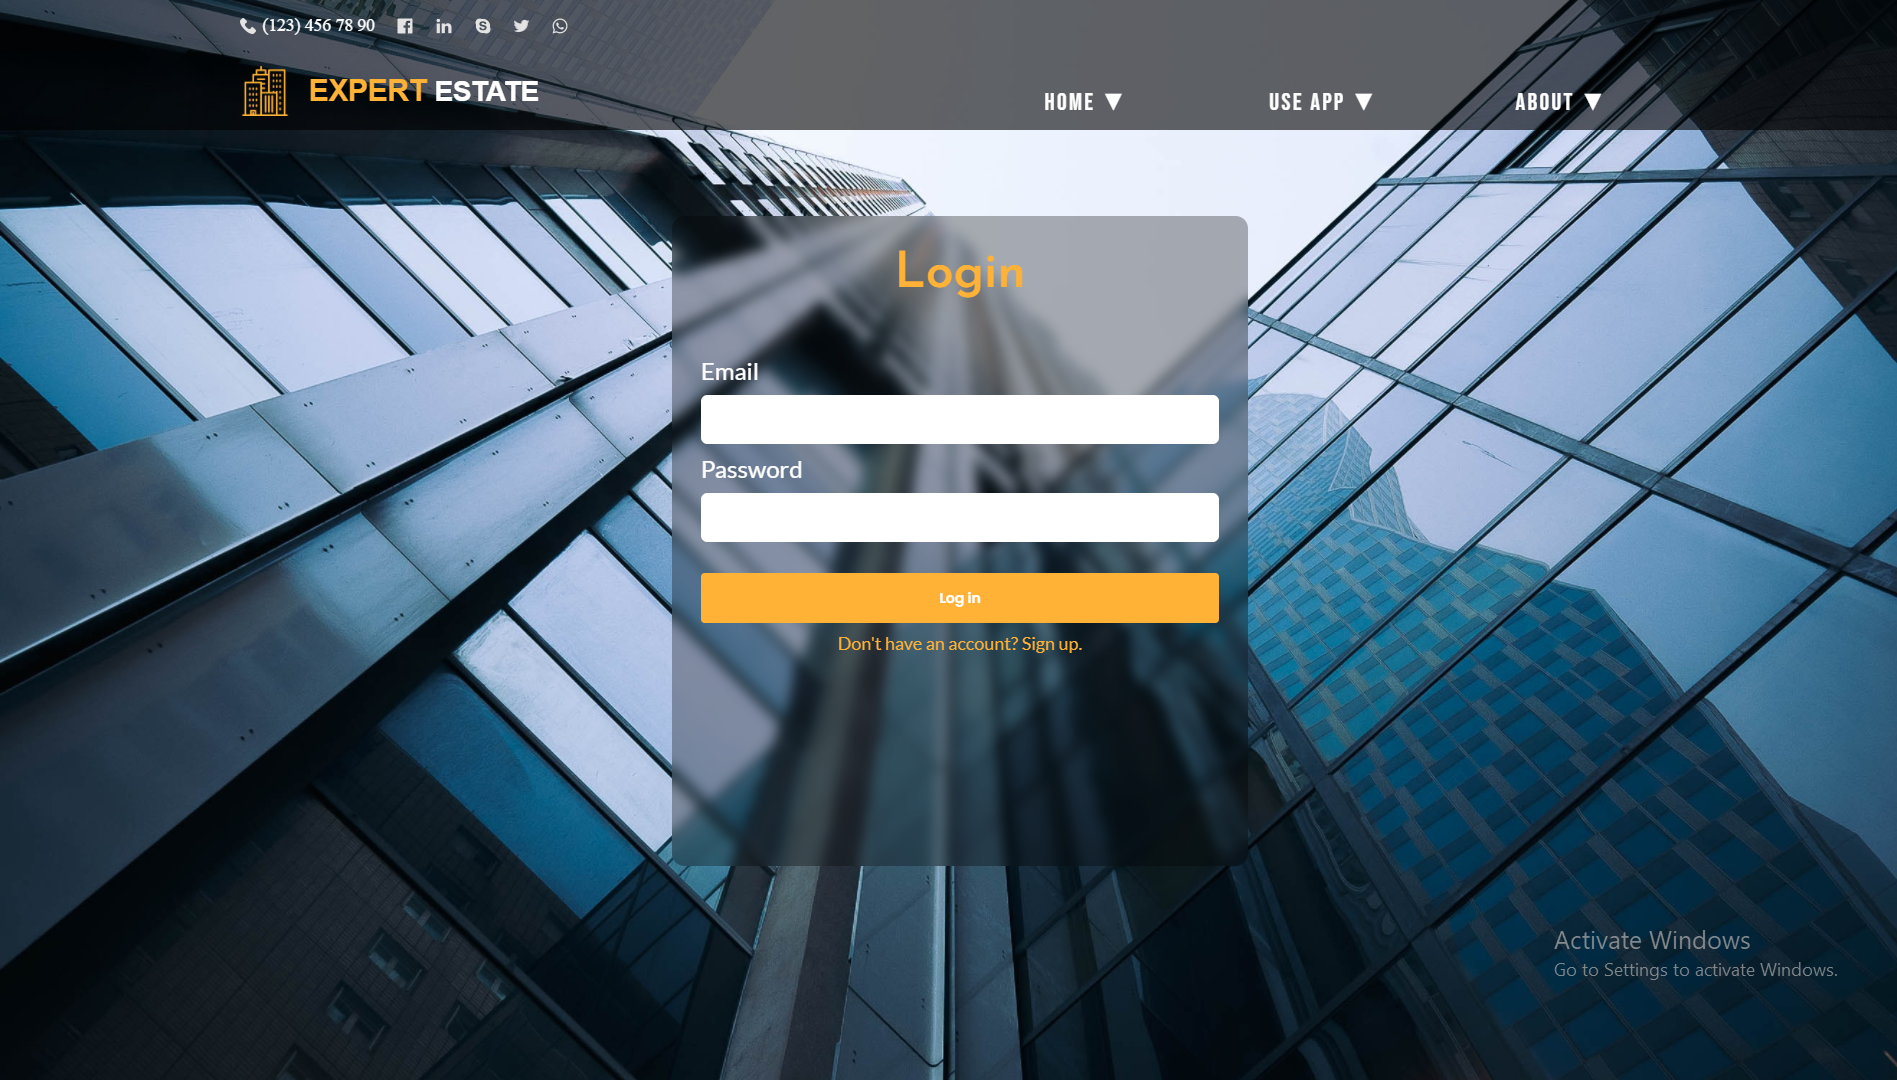 (123) 456 78 90
EXPERT ESTATE
HOME ▼
USE APP ▼
ABOUT ▼
Login
Email
Password
Log in
Don't have an account? Sign up.
Activate Windows
Go to Settings to activate Windows.